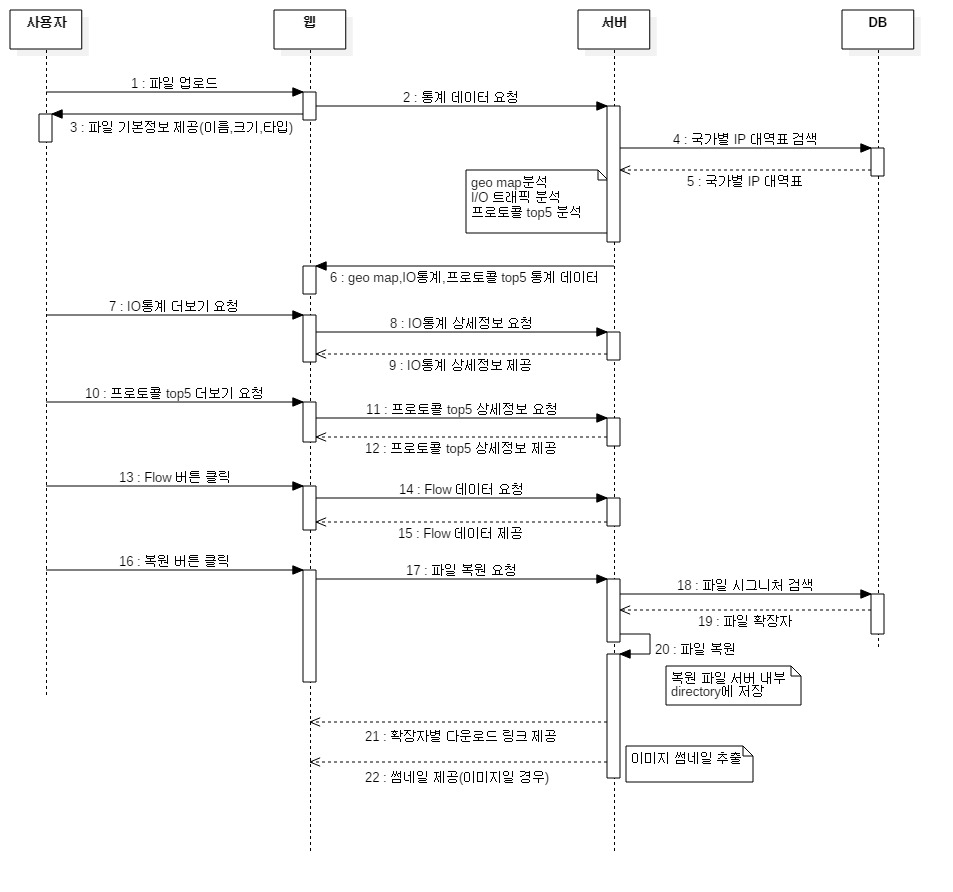 사용자
웹
서버
DB
1 : 파일 업로드
2 : 통계 데이터 요청
3 : 파일 기본정보 제공(이름,크기,타입)
4 : 국가별 IP 대역표 검색
5 : 국가별 IP 대역표
geo map분석
I/O 트래픽 분석
프로토콜 top5 분석
6 : geo map,IO통계,프로토콜 top5 통계 데이터
7 : IO통계 더보기 요청
8 : IO통계 상세정보 요청
9 : IO통계 상세정보 제공
10 : 프로토콜 top5 더보기 요청
11 : 프로토콜 top5 상세정보 요청
12 : 프로토콜 top5 상세정보 제공
13 : Flow 버튼 클릭
14 : Flow 데이터 요청
15 : Flow 데이터 제공
16 : 복원 버튼 클릭
17 : 파일 복원 요청
18 : 파일 시그니처 검색
19 : 파일 확장자
20 : 파일 복원
복원 파일 서버 내부
directory에 저장
21 : 확장자별 다운로드 링크 제공
이미지 썸네일 추출
22 : 썸네일 제공(이미지일 경우)